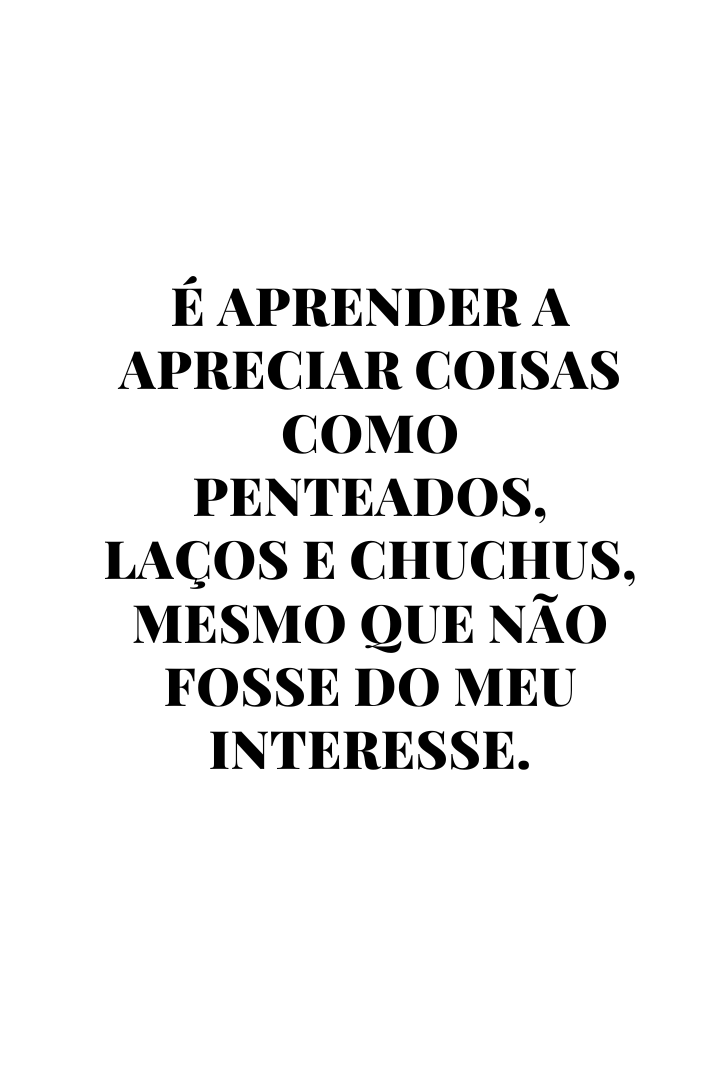 É APRENDER A
APRECIAR COISAS
COMO
PENTEADOS,
LAÇOS E CHUCHUS,
MESMO QUE NÃO
FOSSE DO MEU
INTERESSE.